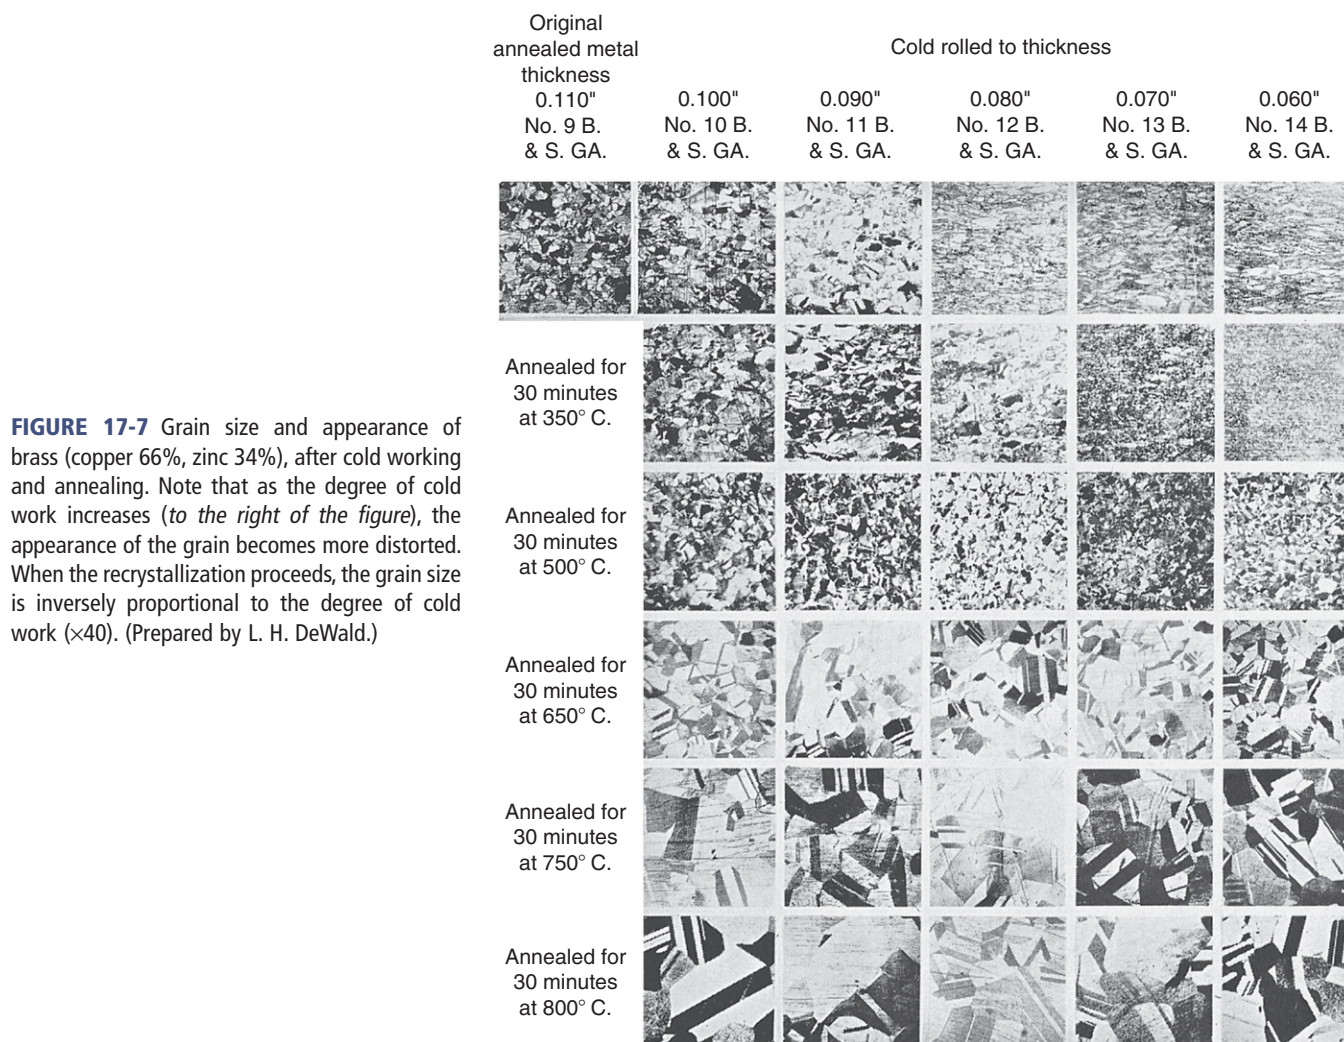 Original
annealed metal
thickness
0.110"
No. 9 B.
& S. GA.
Cold rolled to thickness
0.100"
No. 10 B.
& S. GA.
0.090"
No. 11 B.
& S. GA.
0.080"
No. 12 B.
& S. GA.
0.070"
No. 13 B.
& S. GA.
0.060"
No. 14 B.
& S. GA.
Annealed for
30 minutes
at 350° C.
Annealed for
30 minutes
at 500° C.
Annealed for
30 minutes
at 650° C.
Annealed for
30 minutes
at 750° C.
Annealed for
30 minutes
at 800° C.
FIGURE 17-7 Grain size and appearance of
brass (copper 66%, zinc 34%), after cold working
and annealing. Note that as the degree of cold
work increases (to the right of the figure), the
appearance of the grain becomes more distorted.
When the recrystallization proceeds, the grain size
is inversely proportional to the degree of cold
work (×40). (Prepared by L. H. DeWald.)